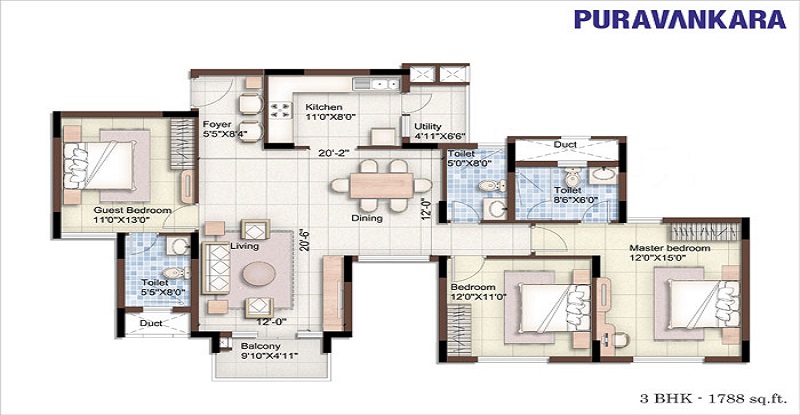 PURAVANKARA
Kitchen
11'0X8'0"
Foyer
5'5"X8'4"
Utility
4'11"X6'6"
20'-2"
Toilet
5'0"X8'0"
Duct
Toilet
8'6"X6'0"
Guest Bedroom
11'0"X13'0"
Dining
12'-0"
Living
20'-6"
Master bedroom
12'0"X15'0"
Toilet
5'5"X8'0"
Bedroom
12'0"X11'0"
Duct
12'-0"
Balcony
9'10"X4'11"
3 BHK - 1788 sq.ft.